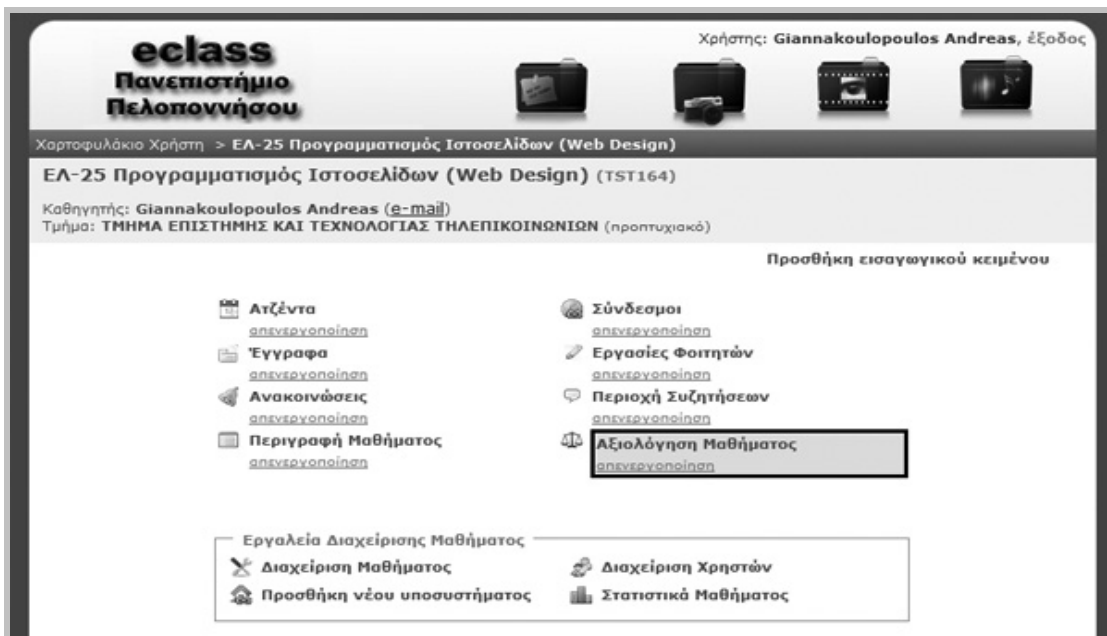 eclass
Πανεπιστήμιο
Πελοποννήσου
Χρήστης: Giannakoulopoulos Andreas, έξοδος
Χαρτοφυλάκιο Χρήστη > ΕΛ-25 Προγραμματισμός Ιστοσελίδων (Web Design)
ΕΛ-25 Προγραμματισμός Ιστοσελίδων (Web Design) (TST164)
Καθηγητής: Giannakoulopoulos Andreas (e-mail)
Τμήμα: ΤΜΗΜΑ ΕΠΙΣΤΗΜΗΣ ΚΑΙ ΤΕΧΝΟΛΟΓΙΑΣ ΤΗΛΕΠΙΚΟΙΝΩΝΙΩΝ (προπτυχιακό)
Προσθήκη εισαγωγικού κειμένου
Ατζέντα
απενεργοποίηση
Έγγραφα
απενεργοποίηση
Ανακοινώσεις
απενεργοποίηση
Περιγραφή Μαθήματος
απενεργοποίηση
Σύνδεσμοι
απενεργοποίηση
Εργασίες Φοιτητών
απενεργοποίηση
Περιοχή Συζητήσεων
απενεργοποίηση
Αξιολόγηση Μαθήματος
απενεργοποίηση
Εργαλεία Διαχείρισης Μαθήματος
Διαχείριση Μαθήματος
Διαχείριση Χρηστών
Προσθήκη νέου υποσυστήματος
Στατιστικά Μαθήματος